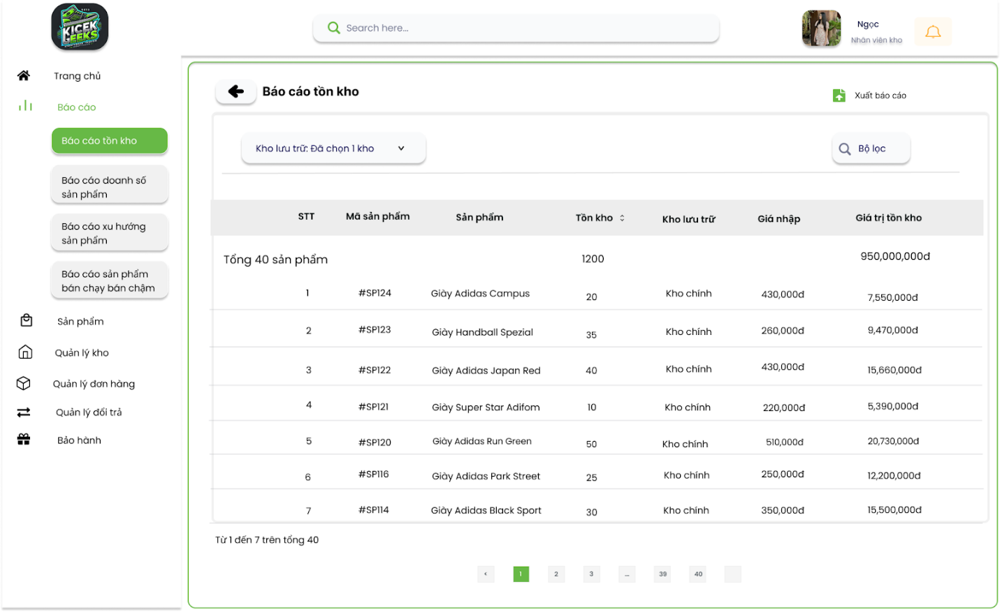 KICEK
GEEKS
Search here...
Ngọc
Nhân viên kho
Trang chủ
Báo cáo
Báo cáo tồn kho
Báo cáo doanh số
sản phẩm
Báo cáo xu hướng
sản phẩm
Báo cáo sản phẩm
bán chạy bán chậm
Sản phẩm
Quản lý kho
Quản lý đơn hàng
Quản lý đổi trả
Bảo hành
Báo cáo tồn kho
Xuất báo cáo
Kho lưu trữ: Đã chọn 1 kho
Bộ lọc
STT Mã sản phẩm Sản phẩm Tồn kho Kho lưu trữ Giá nhập Giá trị tồn kho
Tổng 40 sản phẩm 1200 950,000,000đ
1 #SP124 Giày Adidas Campus 20 Kho chính 430,000đ 7,550,000đ
2 #SP123 Giày Handball Spezial 35 Kho chính 260,000đ 9,470,000đ
3 #SP122 Giày Adidas Japan Red 40 Kho chính 430,000đ 15,660,000đ
4 #SP121 Giày Super Star Adifom 10 Kho chính 220,000đ 5,390,000đ
5 #SP120 Giày Adidas Run Green 50 Kho chính 510,000đ 20,730,000đ
6 #SP116 Giày Adidas Park Street 25 Kho chính 250,000đ 12,200,000đ
7 #SP114 Giày Adidas Black Sport 30 Kho chính 350,000đ 15,500,000đ
Từ 1 đến 7 trên tổng 40
< 1 2 3 ... 39 40